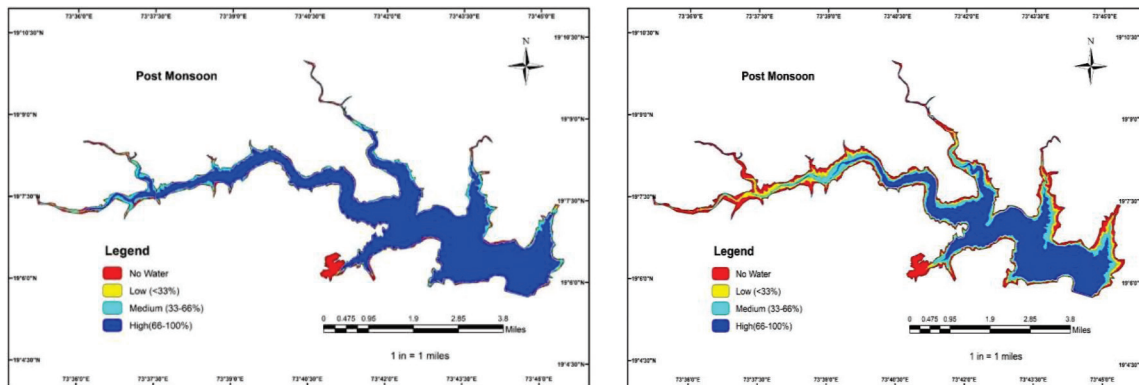 73°36'0"E 73°37'30"E 73°39'0"E 73°40'30"E 73°42'0"E 73°43'30"E 73°45'0"E
19°10'30"N 19°10'30"N
N
Post Monsoon
19°9'0"N 19°9'0"N
19°7'30"N 19°7'30"N
Legend
No Water
Low (<33%)
Medium (33-66%)
High(66-100%)
19°6'0"N 19°6'0"N
0 0.475 0.95 1.9 2.85 3.8
Miles
1 in = 1 miles
19°4'30"N
73°36'0"E 73°37'30"E 73°39'0"E 73°40'30"E 73°42'0"E 73°43'30"E 73°45'0"E
73°36'0"E 73°37'30"E 73°39'0"E 73°40'30"E 73°42'0"E 73°43'30"E 73°45'0"E
19°10'30"N 19°10'30"N
N
Post Monsoon
19°9'0"N 19°9'0"N
19°7'30"N 19°7'30"N
Legend
No Water
Low (<33%)
Medium (33-66%)
High(66-100%)
19°6'0"N 19°6'0"N
0 0.475 0.95 1.9 2.85 3.8
Miles
1 in = 1 miles
19°4'30"N
73°36'0"E 73°37'30"E 73°39'0"E 73°40'30"E 73°42'0"E 73°43'30"E 73°45'0"E